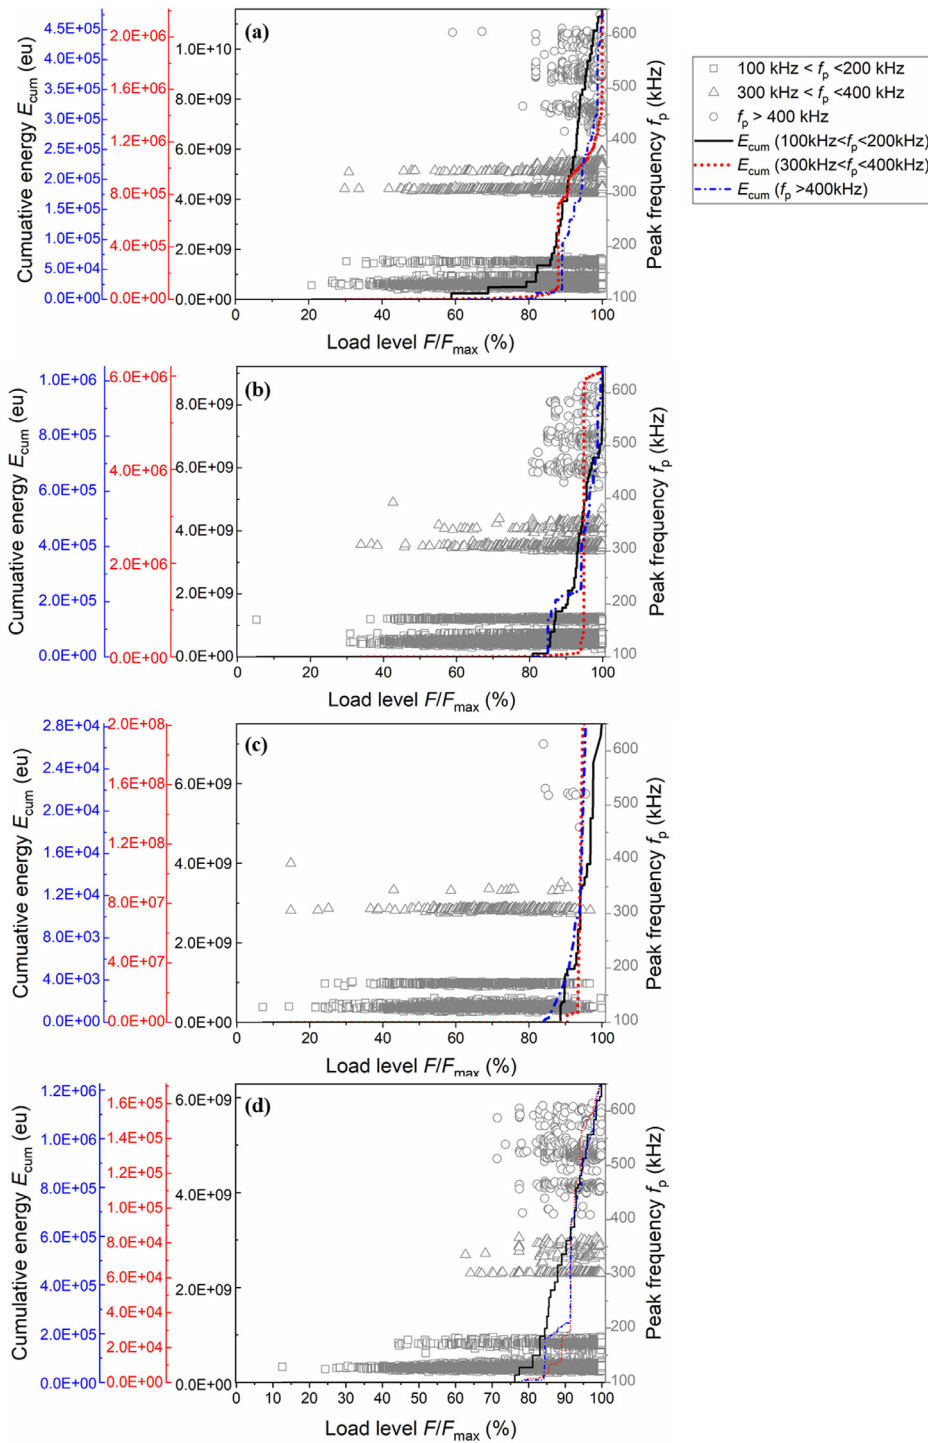 (a)
Cumuative energy Ecum (eu)
4.5E+05
4.0E+05
3.5E+05
3.0E+05
2.5E+05
2.0E+05
1.5E+05
1.0E+05
5.0E+04
0.0E+00
2.0E+06
1.6E+06
1.2E+06
8.0E+05
4.0E+05
0.0E+00
1.0E+10
8.0E+09
6.0E+09
4.0E+09
2.0E+09
0.0E+00
600
500
400
300
200
100
Peak frequency fp (kHz)
0 20 40 60 80 100
Load level F/Fmax (%)
100 kHz < fp <200 kHz
300 kHz < fp <400 kHz
fp > 400 kHz
Ecum (100kHz<fp<200kHz)
Ecum (300kHz<fp<400kHz)
Ecum (fp >400kHz)
(b)
Cumuative energy Ecum (eu)
1.0E+06
8.0E+05
6.0E+05
4.0E+05
2.0E+05
0.0E+00
6.0E+06
4.0E+06
2.0E+06
0.0E+00
8.0E+09
6.0E+09
4.0E+09
2.0E+09
0.0E+00
600
500
400
300
200
100
Peak frequency fp (kHz)
0 20 40 60 80 100
Load level F/Fmax (%)
(c)
Cumuative energy Ecum (eu)
2.8E+04
2.4E+04
2.0E+04
1.6E+04
1.2E+04
8.0E+03
4.0E+03
0.0E+00
2.0E+08
1.6E+08
1.2E+08
8.0E+07
4.0E+07
0.0E+00
6.0E+09
4.0E+09
2.0E+09
0.0E+00
600
500
400
300
200
100
Peak frequency fp (kHz)
0 20 40 60 80 100
Load level F/Fmax (%)
(d)
Cumulative energy Ecum (eu)
1.2E+06
1.0E+06
8.0E+05
6.0E+05
4.0E+05
2.0E+05
0.0E+00
1.6E+05
1.4E+05
1.2E+05
1.0E+05
8.0E+04
6.0E+04
4.0E+04
2.0E+04
0.0E+00
6.0E+09
4.0E+09
2.0E+09
0.0E+00
600
500
400
300
200
100
Peak frequency fp (kHz)
0 10 20 30 40 50 60 70 80 90 100
Load level F/Fmax (%)